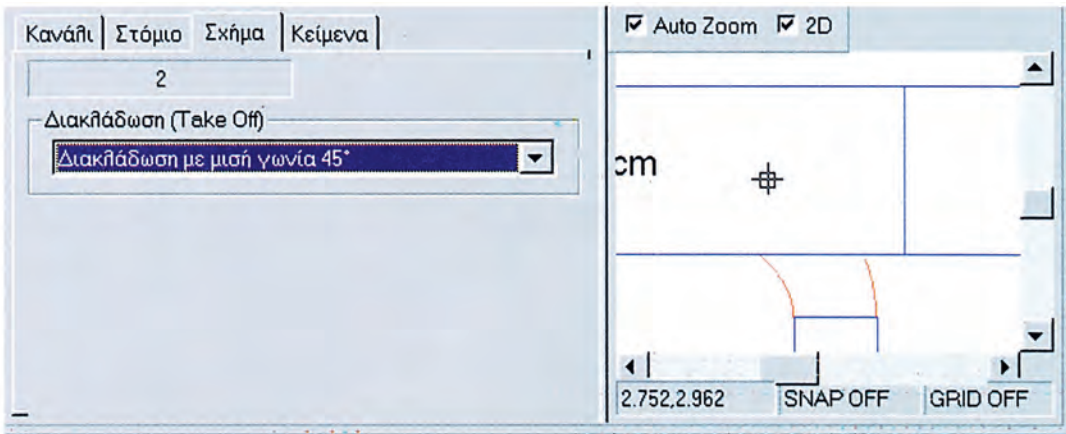 Κανάλι Στόμιο Σχήμα Κείμενα
2
Διακλάδωση (Take Off)
Διακλάδωση με μισή γωνία 45°
Auto Zoom 2D
cm
2.752,2.962 SNAP OFF GRID OFF